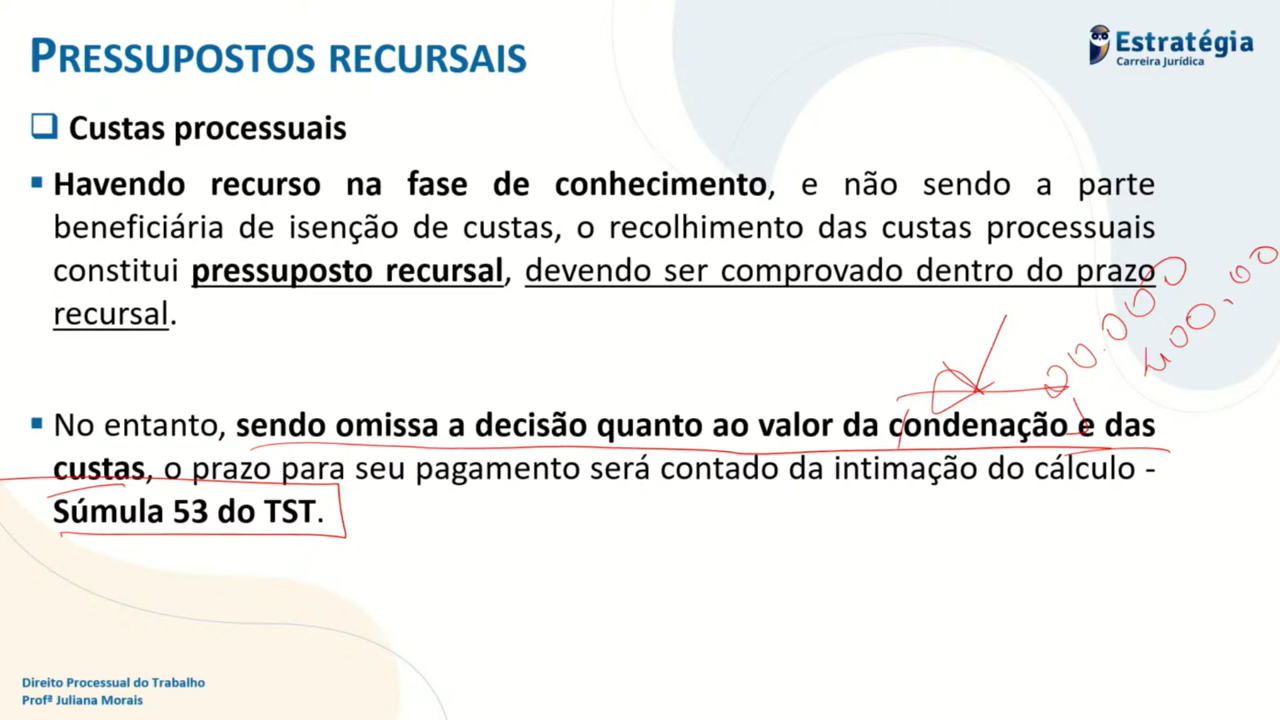 PRESSUPOSTOS RECURSAIS
Estratégia
Carreira Jurídica
Custas processuais
Havendo recurso na fase de conhecimento, e não sendo a parte
beneficiária de isenção de custas, o recolhimento das custas processuais
constitui pressuposto recursal, devendo ser comprovado dentro do prazo
recursal.
400,00
No entanto, sendo omissa a decisão quanto ao valor da condenação e das
custas, o prazo para seu pagamento será contado da intimação do cálculo -
Súmula 53 do TST.
Direito Processual do Trabalho
Profª Juliana Morais